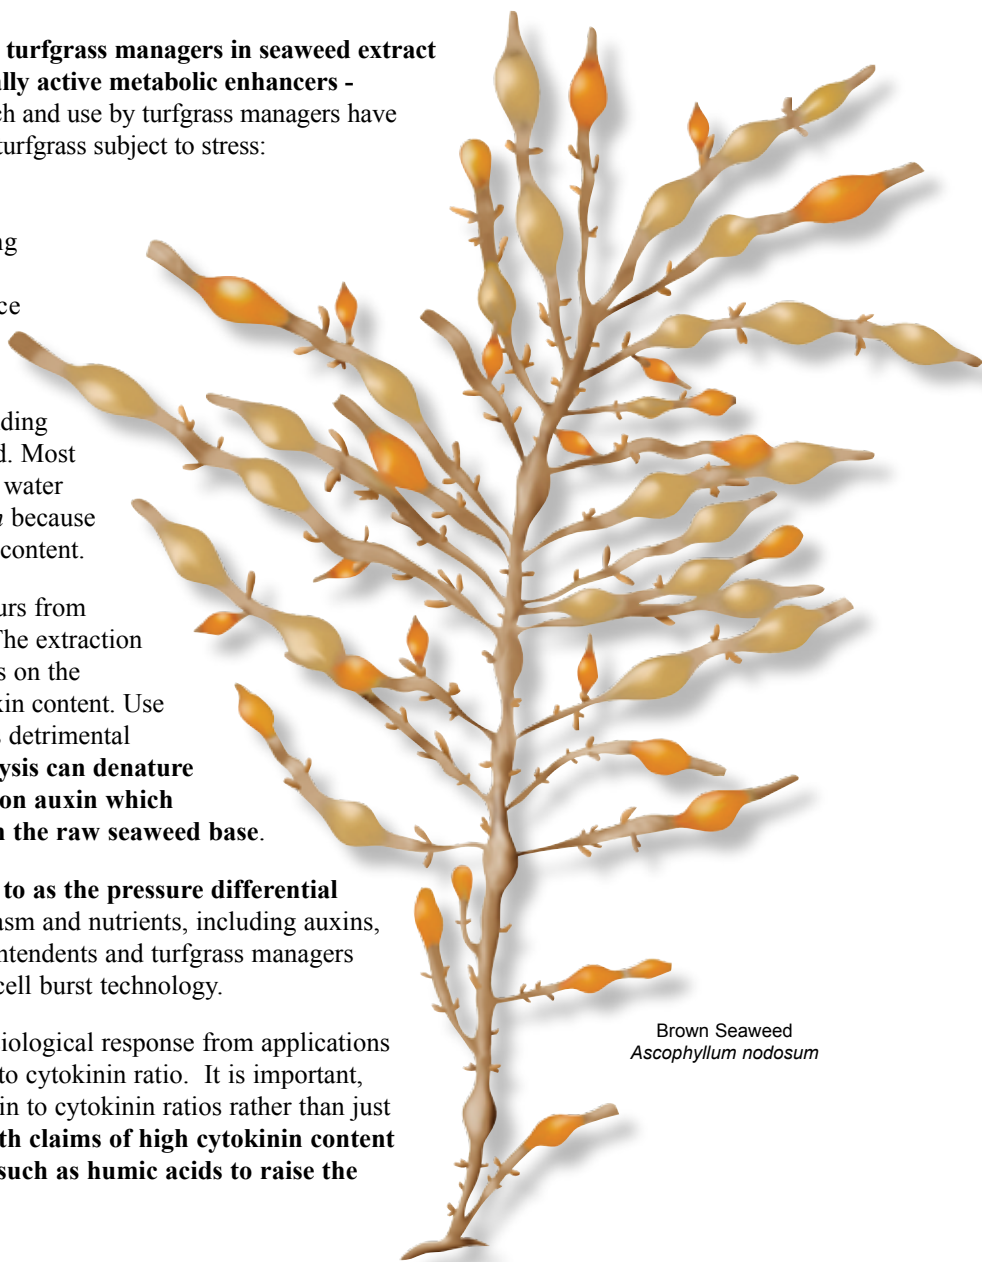 turfgrass managers in seaweed extract
ally active metabolic enhancers -
ch and use by turfgrass managers have
turfgrass subject to stress:
ng
ce
ding
d. Most
water
n because
content.
urs from
The extraction
s on the
xin content. Use
s detrimental
lysis can denature
on auxin which
n the raw seaweed base.
to as the pressure differential
asm and nutrients, including auxins,
ntendents and turfgrass managers
cell burst technology.
iological response from applications
to cytokinin ratio. It is important,
in to cytokinin ratios rather than just
th claims of high cytokinin content
such as humic acids to raise the
Brown Seaweed
Ascophyllum nodosum